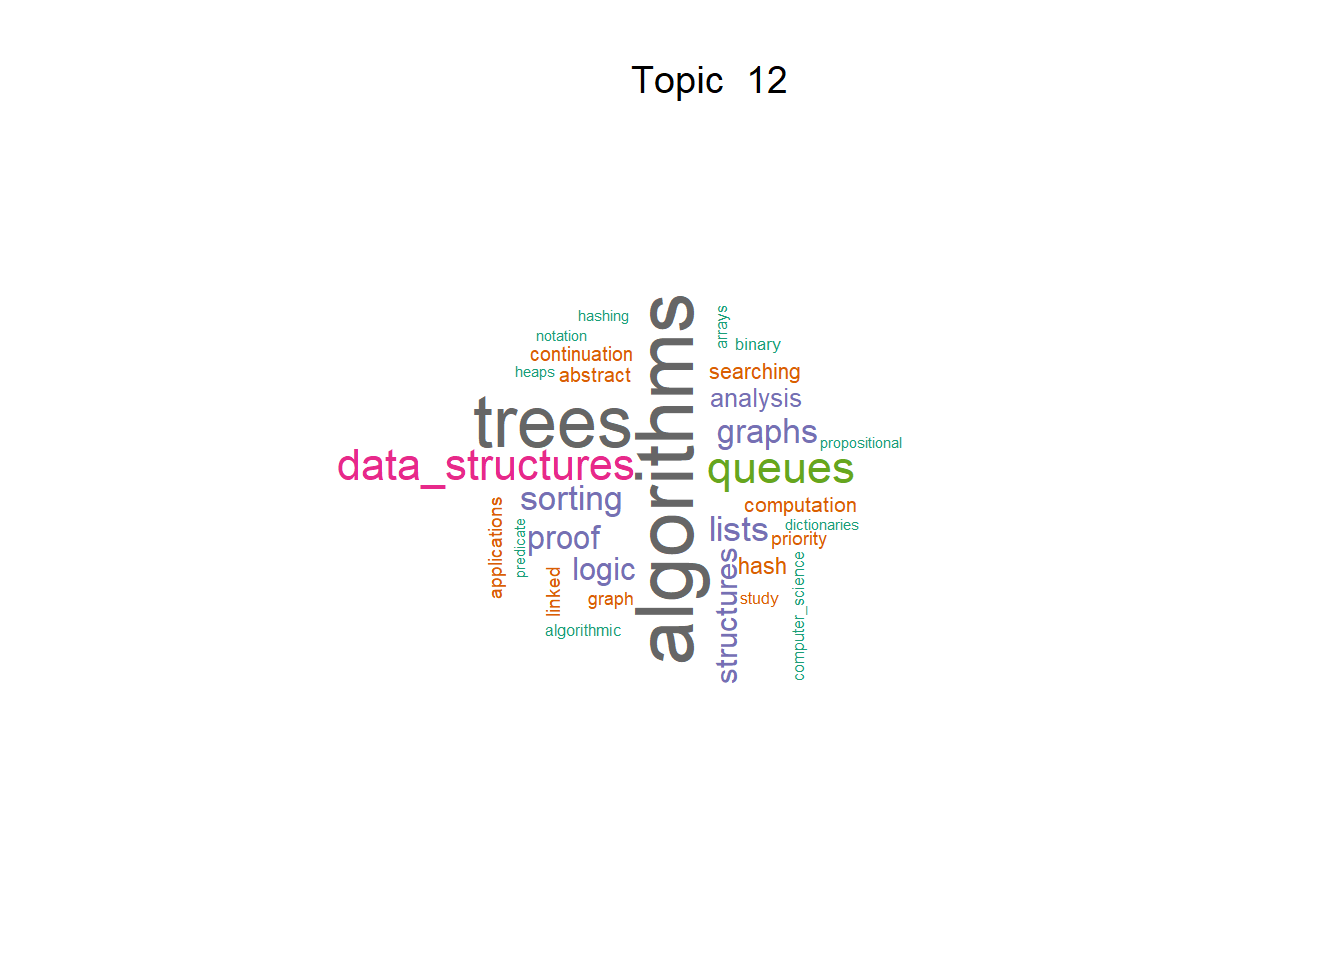 Topic 12
hashing
notation
continuation
heaps
abstract
trees
data_structures
sorting
proof
logic
applications
predicate
linked
graph
algorithmic
algorithms
arrays
binary
searching
analysis
graphs
propositional
queues
computation
lists
dictionaries
priority
structures
hash
study
computer_science